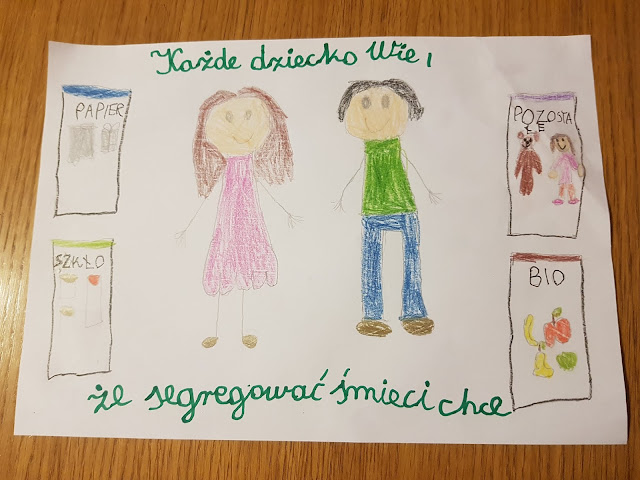 Każde dziecko Wie,
PAPIER
POZOSTA
ŁE
SZKŁO
BIO
że segregować śmieci chce